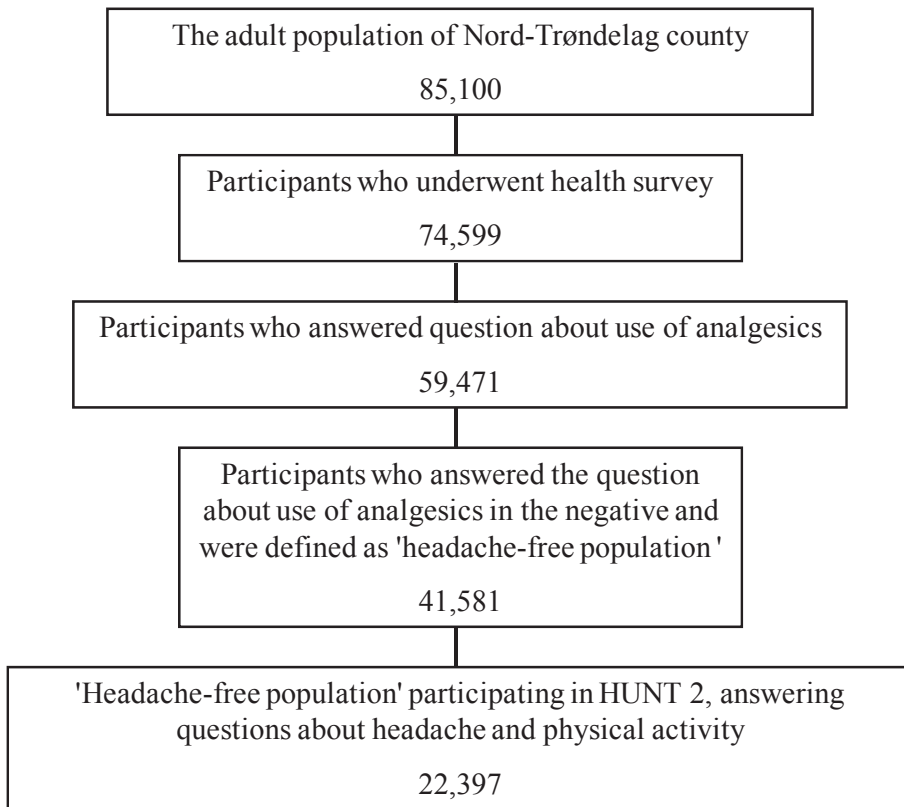 The adult population of Nord-Trøndelag county
85,100
Participants who underwent health survey
74,599
Participants who answered question about use of analgesics
59,471
Participants who answered the question
about use of analgesics in the negative and
were defined as 'headache-free population '
41,581
'Headache-free population' participating in HUNT 2, answering
questions about headache and physical activity
22,397